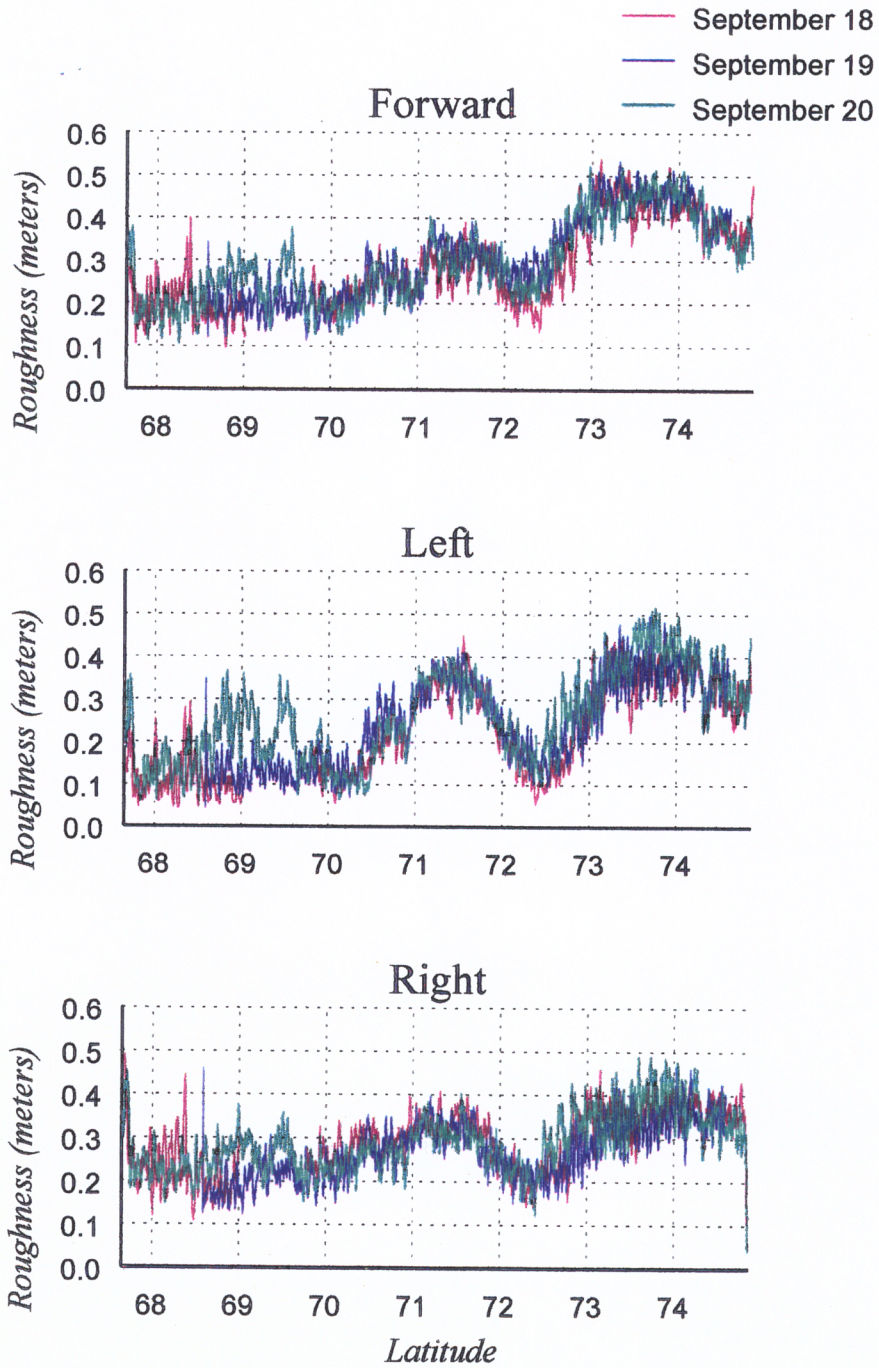 September 18
September 19
September 20
Forward
Roughness (meters)
0.6
0.5
0.4
0.3
0.2
0.1
0.0
68 69 70 71 72 73 74
Left
Roughness (meters)
0.6
0.5
0.4
0.3
0.2
0.1
0.0
68 69 70 71 72 73 74
Right
Roughness (meters)
0.6
0.5
0.4
0.3
0.2
0.1
0.0
68 69 70 71 72 73 74
Latitude